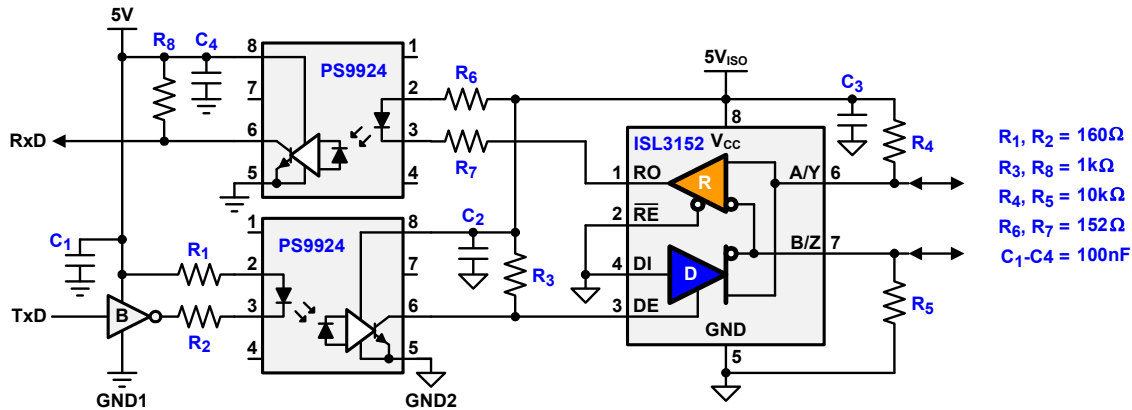 5V
R8
C4
8
1
PS9924
7
2
R6
RxD
6
3
R7
5
4
5VISO
C3
8
ISL3152
VCC
R4
1
RO
R
A/Y
6
2
RE
B/Z
7
4
DI
D
3
DE
R5
GND
5
C1
R1
1
PS9924
8
C2
2
7
R3
TxD
B
3
6
R2
4
5
GND1
GND2
R1, R2 = 160Ω
R3, R8 = 1kΩ
R4, R5 = 10kΩ
R6, R7 = 152Ω
C1-C4 = 100nF